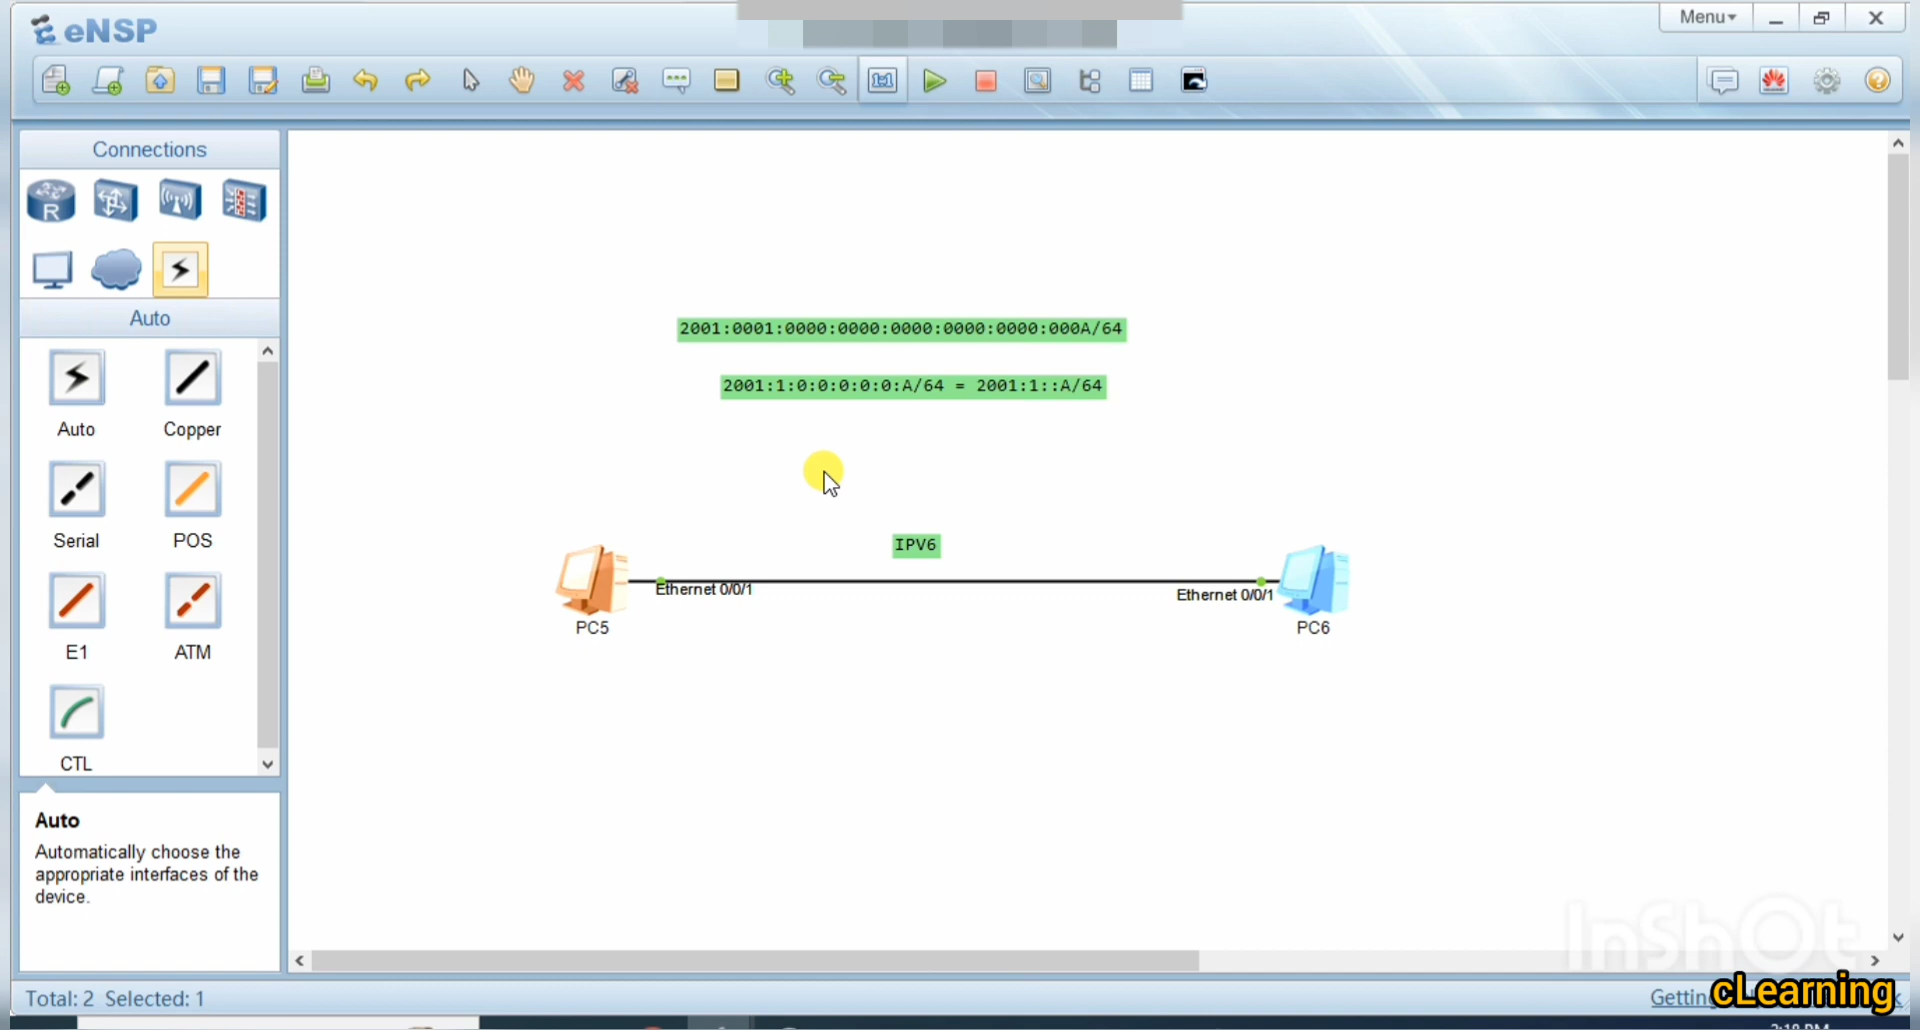 eNSP
Menu
Connections
R
Auto
Auto
Copper
Serial
POS
E1
ATM
CTL
Auto
Automatically choose the
appropriate interfaces of the
device.
2001:0001:0000:0000:0000:0000:0000:000A/64
2001:1:0:0:0:0:0:A/64 = 2001:1::A/64
IPV6
Ethernet 0/0/1
Ethernet 0/0/1
PC5
PC6
InShOt
Total: 2 Selected: 1
cLearning